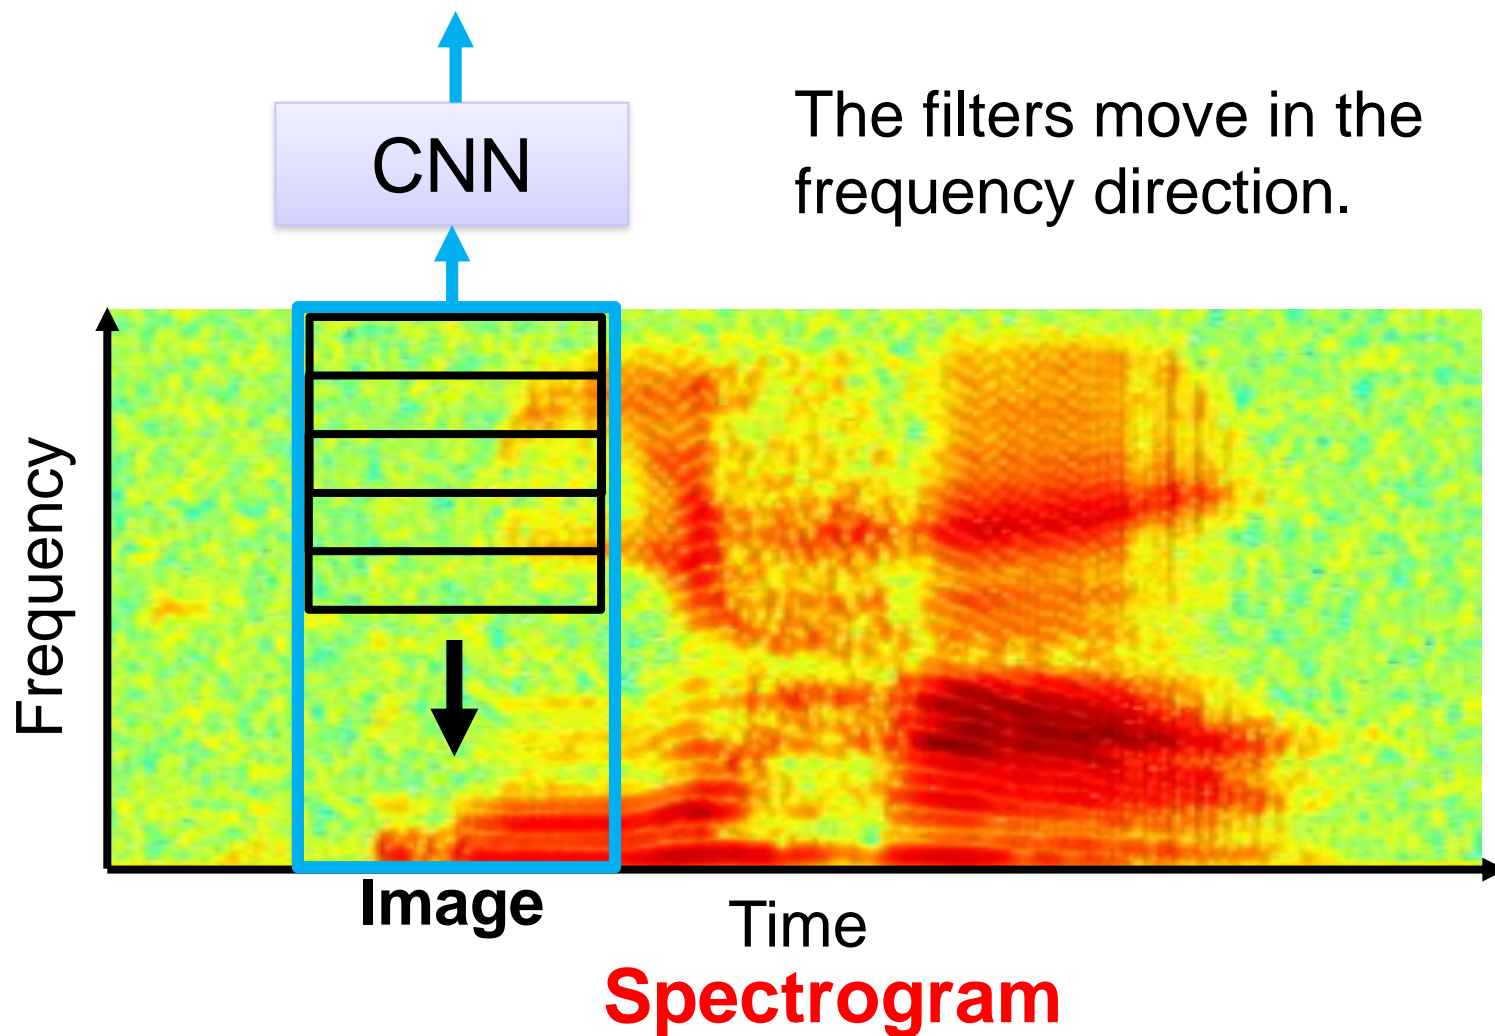 CNN
The filters move in the
frequency direction.
Frequency
Image
Time
Spectrogram